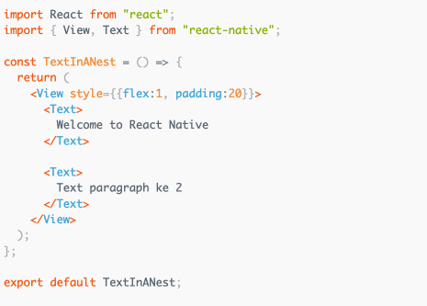 import React from "react";
import { View, Text } from "react-native";

const TextInANest = () => {
  return (
    <View style={{flex:1, padding:20}}>
      <Text>
        Welcome to React Native
      </Text>

      <Text>
        Text paragraph ke 2
      </Text>
    </View>
  );
};

export default TextInANest;